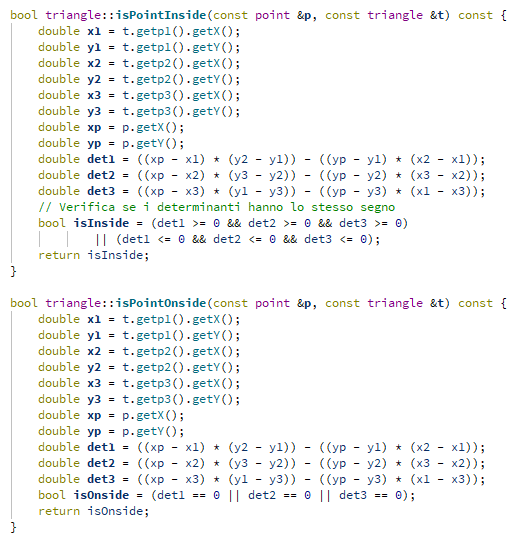 bool triangle::isPointInside(const point &p, const triangle &t) const {
double x1 = t.getp1().getX();
double y1 = t.getp1().getY();
double x2 = t.getp2().getX();
double y2 = t.getp2().getY();
double x3 = t.getp3().getX();
double y3 = t.getp3().getY();
double xp = p.getX();
double yp = p.getY();
double det1 = ((xp - x1) * (y2 - y1)) - ((yp - y1) * (x2 - x1));
double det2 = ((xp - x2) * (y3 - y2)) - ((yp - y2) * (x3 - x2));
double det3 = ((xp - x3) * (y1 - y3)) - ((yp - y3) * (x1 - x3));
// Verifica se i determinanti hanno lo stesso segno
bool isInside = (det1 >= 0 && det2 >= 0 && det3 >= 0)
|| (det1 <= 0 && det2 <= 0 && det3 <= 0);
return isInside;
}
bool triangle::isPointOnside(const point &p, const triangle &t) const {
double x1 = t.getp1().getX();
double y1 = t.getp1().getY();
double x2 = t.getp2().getX();
double y2 = t.getp2().getY();
double x3 = t.getp3().getX();
double y3 = t.getp3().getY();
double xp = p.getX();
double yp = p.getY();
double det1 = ((xp - x1) * (y2 - y1)) - ((yp - y1) * (x2 - x1));
double det2 = ((xp - x2) * (y3 - y2)) - ((yp - y2) * (x3 - x2));
double det3 = ((xp - x3) * (y1 - y3)) - ((yp - y3) * (x1 - x3));
bool isOnside = (det1 == 0 || det2 == 0 || det3 == 0);
return isOnside;
}